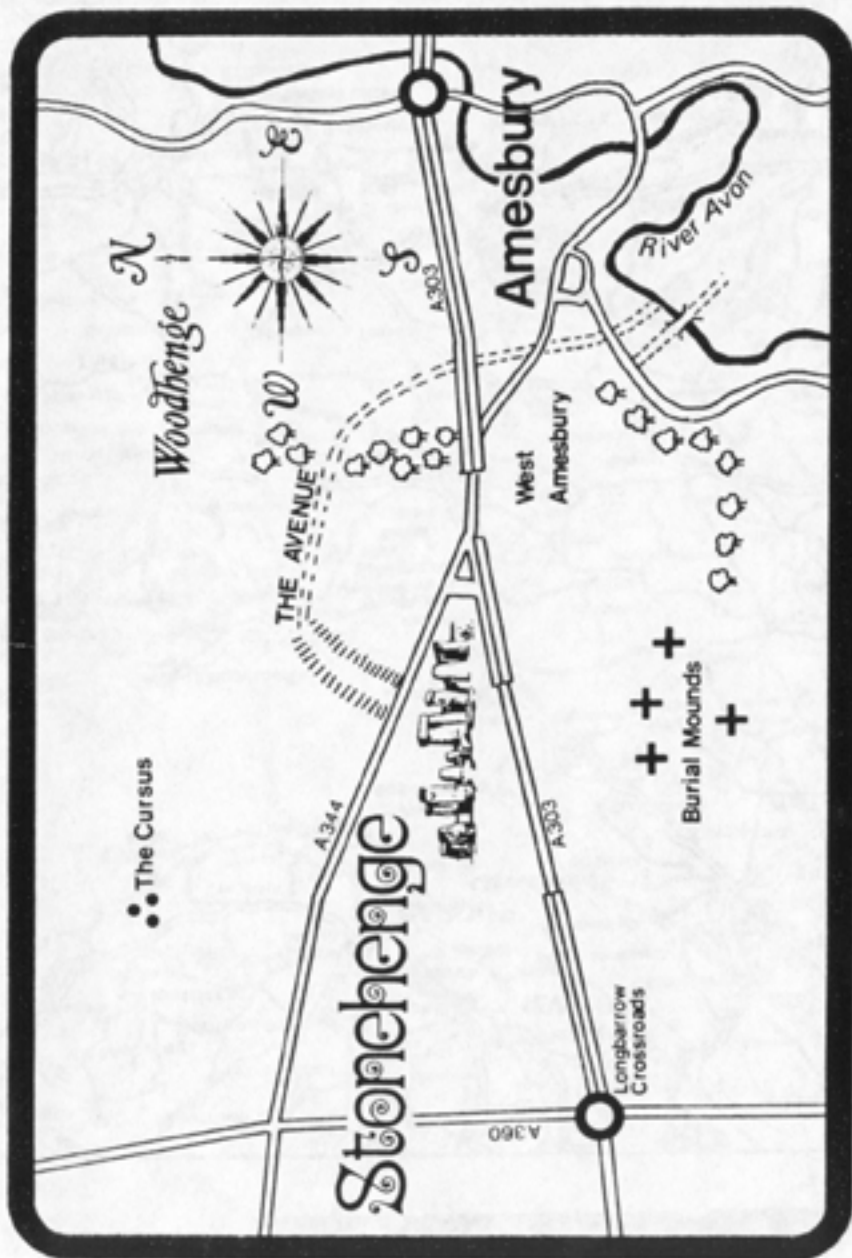 N
E
S
W
Woodhenge
THE AVENUE
A303
Amesbury
River Avon
West
Amesbury
The Cursus
A344
Stonehenge
A303
Burial Mounds
A360
Longbarrow
Crossroads